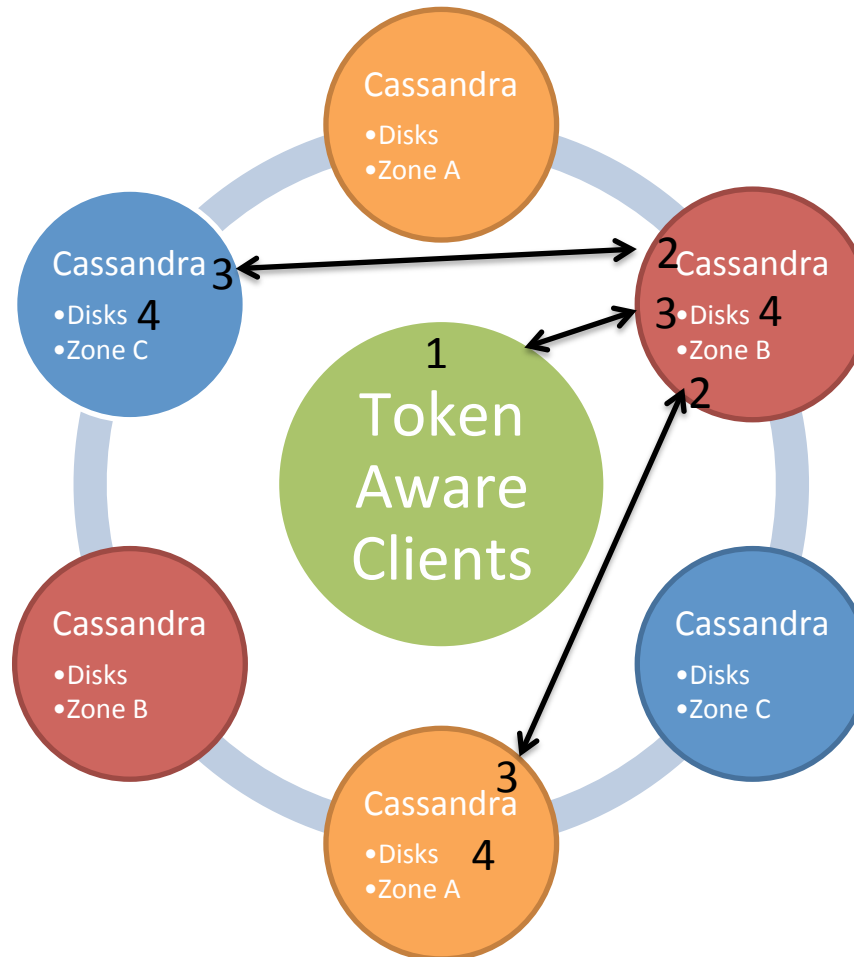 Cassandra
•Disks
•Zone A
Cassandra
3
•Disks 4
•Zone C
2
Cassandra
3 •Disks 4
•Zone B
2
1
Token
Aware
Clients
Cassandra
•Disks
•Zone B
Cassandra
•Disks
•Zone C
3
Cassandra
•Disks 4
•Zone A